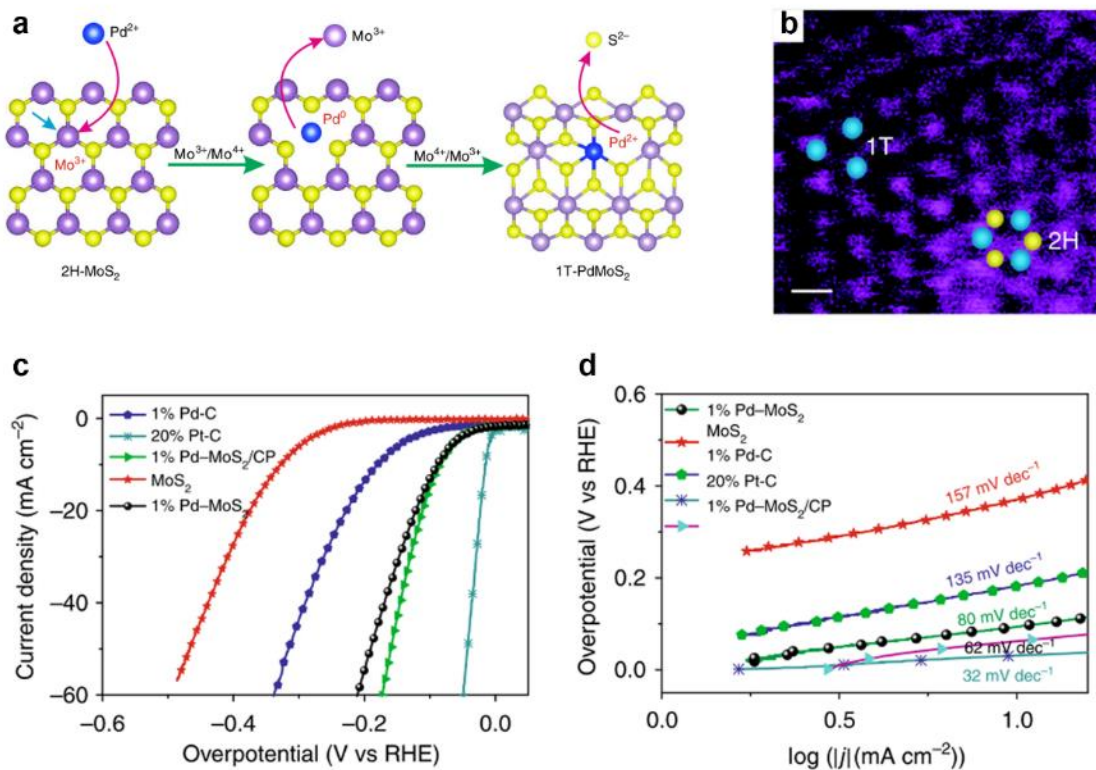 a
Pd²⁺
Mo³⁺
S²⁻
Mo³⁺
Pd⁰
Pd²⁺
Mo³⁺/Mo⁴⁺
Mo⁴⁺/Mo³⁺
2H-MoS₂
1T-PdMoS₂
b
1T
2H
c
1% Pd-C
20% Pt-C
1% Pd–MoS₂/CP
MoS₂
1% Pd–MoS₂
0
–20
–40
–60
Current density (mA cm⁻²)
–0.6
–0.4
–0.2
0.0
Overpotential (V vs RHE)
d
1% Pd–MoS₂
MoS₂
1% Pd-C
20% Pt-C
1% Pd–MoS₂/CP
157 mV dec⁻¹
135 mV dec⁻¹
80 mV dec⁻¹
62 mV dec⁻¹
32 mV dec⁻¹
0.6
0.4
0.2
0.0
Overpotential (V vs RHE)
0.0
0.5
1.0
log (|j|(mA cm⁻²))